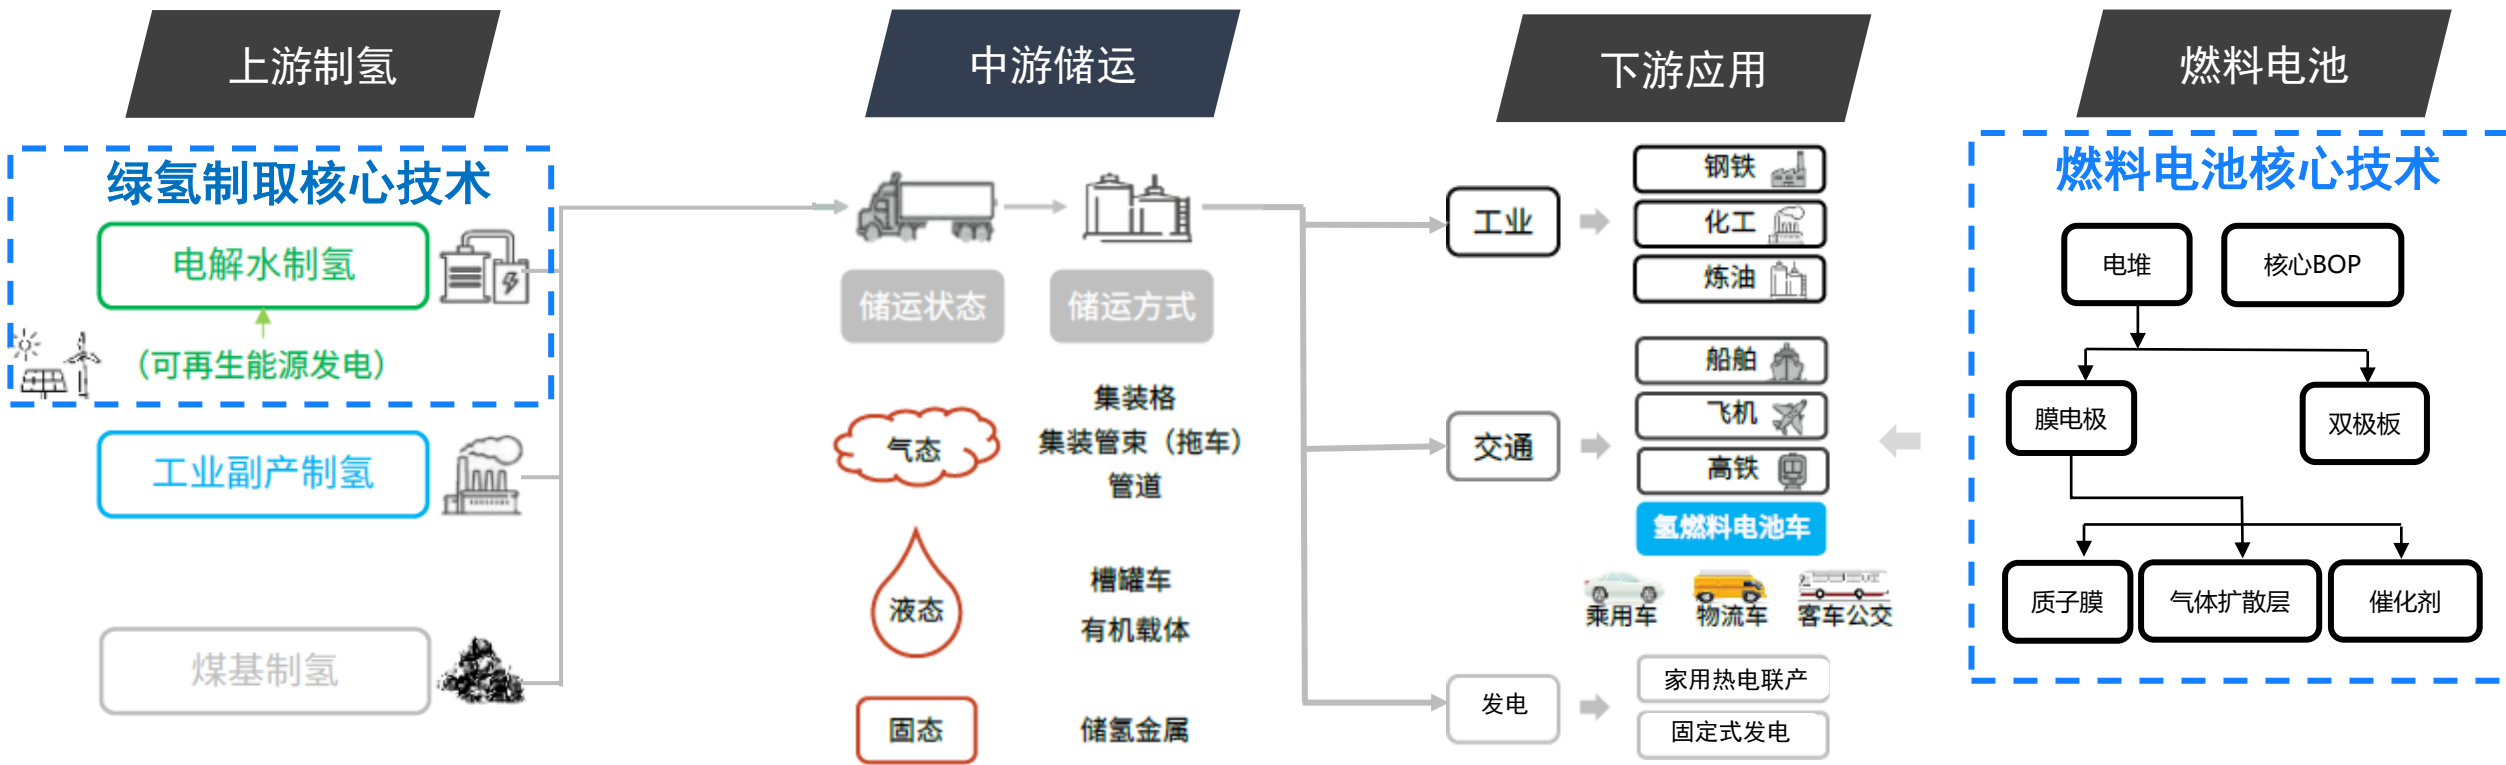 上游制氢
中游储运
下游应用
燃料电池
绿氢制取核心技术
电解水制氢
（可再生能源发电）
工业副产制氢
煤基制氢
储运状态
储运方式
气态
集装格
集装管束（拖车）
管道
液态
槽罐车
有机载体
固态
储氢金属
工业
钢铁
化工
炼油
交通
船舶
飞机
高铁
氢燃料电池车
乘用车
物流车
客车公交
发电
家用热电联产
固定式发电
燃料电池核心技术
电堆
核心BOP
膜电极
双极板
质子膜
气体扩散层
催化剂